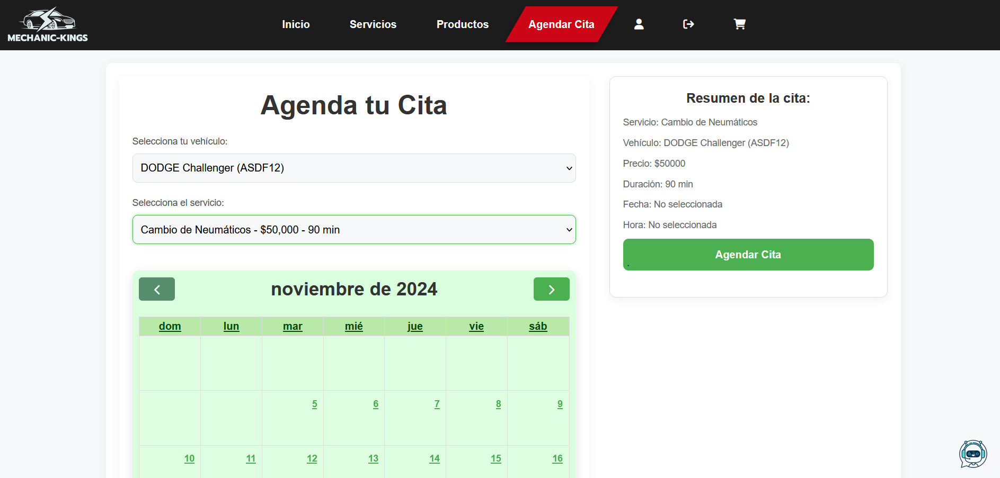 MECHANIC-KINGS
Inicio
Servicios
Productos
Agendar Cita
Agenda tu Cita
Selecciona tu vehículo:
DODGE Challenger (ASDF12)
Selecciona el servicio:
Cambio de Neumáticos - $50,000 - 90 min
noviembre de 2024
dom lun mar mié jue vie sáb
5 6 7 8 9
10 11 12 13 14 15 16
Resumen de la cita:
Servicio: Cambio de Neumáticos
Vehículo: DODGE Challenger (ASDF12)
Precio: $50000
Duración: 90 min
Fecha: No seleccionada
Hora: No seleccionada
Agendar Cita